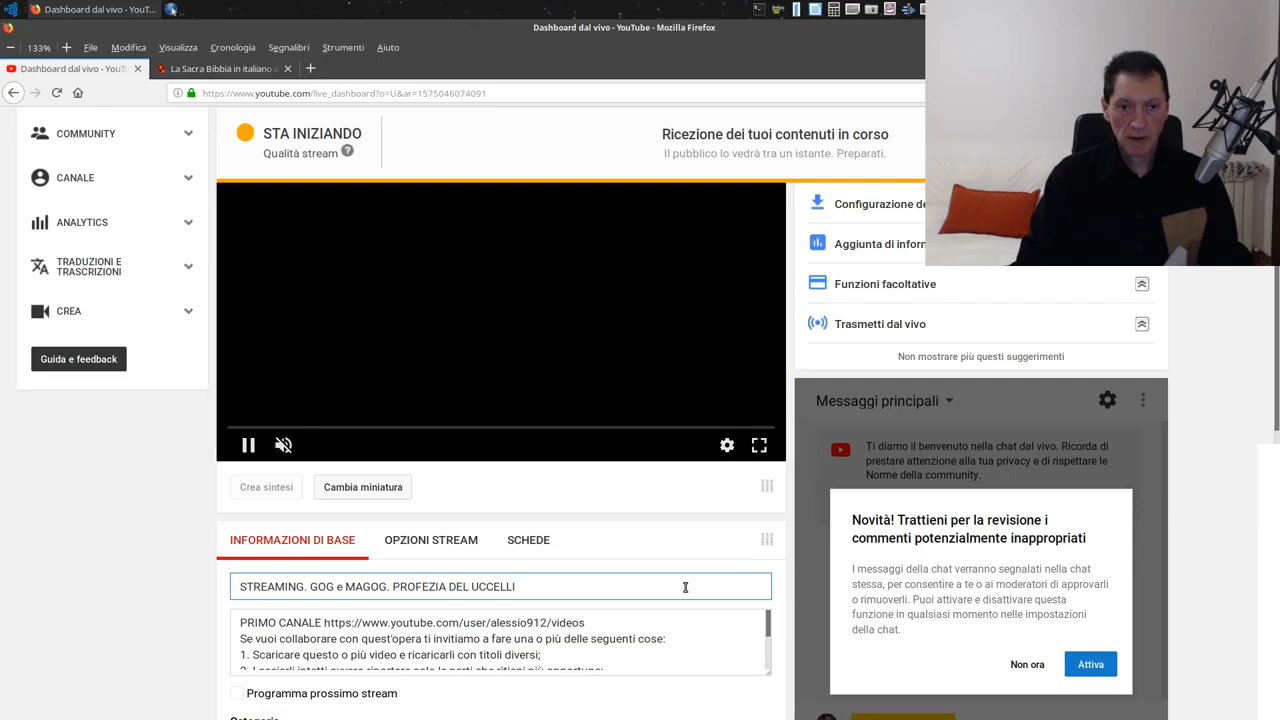 Dashboard dal vivo - YouT...
Dashboard dal vivo - YouTube - Mozilla Firefox
133%
File Modifica Visualizza Cronologia Segnalibri Strumenti Aiuto
Dashboard dal vivo - YouTu
La Sacra Bibbia in italiano d
https://www.youtube.com/live_dashboard?o=U&ar=1575046074091
COMMUNITY
CANALE
ANALYTICS
TRADUZIONI E
TRASCRIZIONI
CREA
Guida e feedback
STA INIZIANDO
Qualità stream ?
Ricezione dei tuoi contenuti in corso
Il pubblico lo vedrà tra un istante. Preparati.
Configurazione de
Aggiunta di inform
Funzioni facoltative
Trasmetti dal vivo
Non mostrare più questi suggerimenti
Crea sintesi
Cambia miniatura
INFORMAZIONI DI BASE
OPZIONI STREAM
SCHEDE
STREAMING. GOG e MAGOG. PROFEZIA DEL UCCELLI
PRIMO CANALE https://www.youtube.com/user/alessio912/videos
Se vuoi collaborare con quest'opera ti invitiamo a fare una o più delle seguenti cose:
1. Scaricare questo o più video e ricaricarli con titoli diversi;
Programma prossimo stream
Categoria
Messaggi principali
Ti diamo il benvenuto nella chat dal vivo. Ricorda di
prestare attenzione alla tua privacy e di rispettare le
Norme della community.
Novità! Trattieni per la revisione i
commenti potenzialmente inappropriati
I messaggi della chat verranno segnalati nella chat
stessa, per consentire a te o ai moderatori di approvarli
o rimuoverli. Puoi attivare e disattivare questa
funzione in qualsiasi momento nelle impostazioni
della chat.
Non ora
Attiva